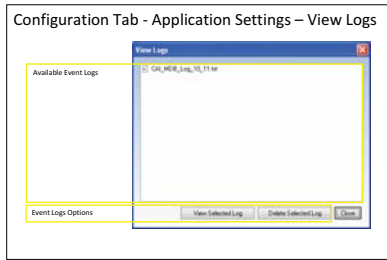 Configuration Tab - Application Settings – View Logs
View Logs
Available Event Logs
CAI_MDB_Log_10_11.txt
Event Logs Options
View Selected Log
Delete Selected Log
Close